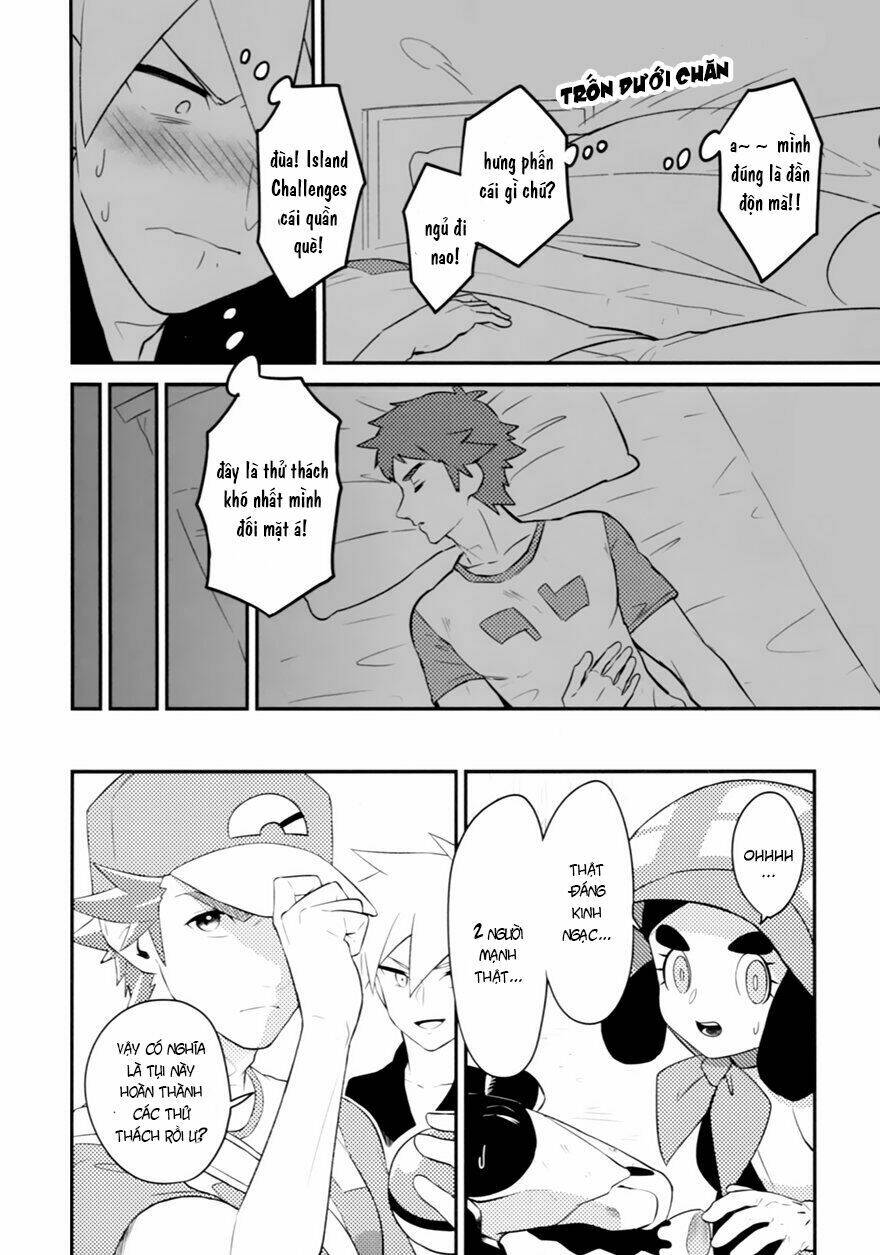 TRỐN DƯỚI CHĂN
a~ ~ mình
đúng là đần
độn mà!!
hưng phấn
cái gì chứ?
ngủ đi
nao!
đùa! Island
Challenges
cái quần
què!
đây là thử thách
khó nhất mình
đối mặt á!
OHHHH
...
THẬT
ĐÁNG
KINH
NGẠC...
2 NGƯỜI
MẠNH
THẬT...
VẬY CÓ NGHĨA
LÀ TỤI NÀY
HOÀN THÀNH
CÁC THỬ
THÁCH RỒI Ư?